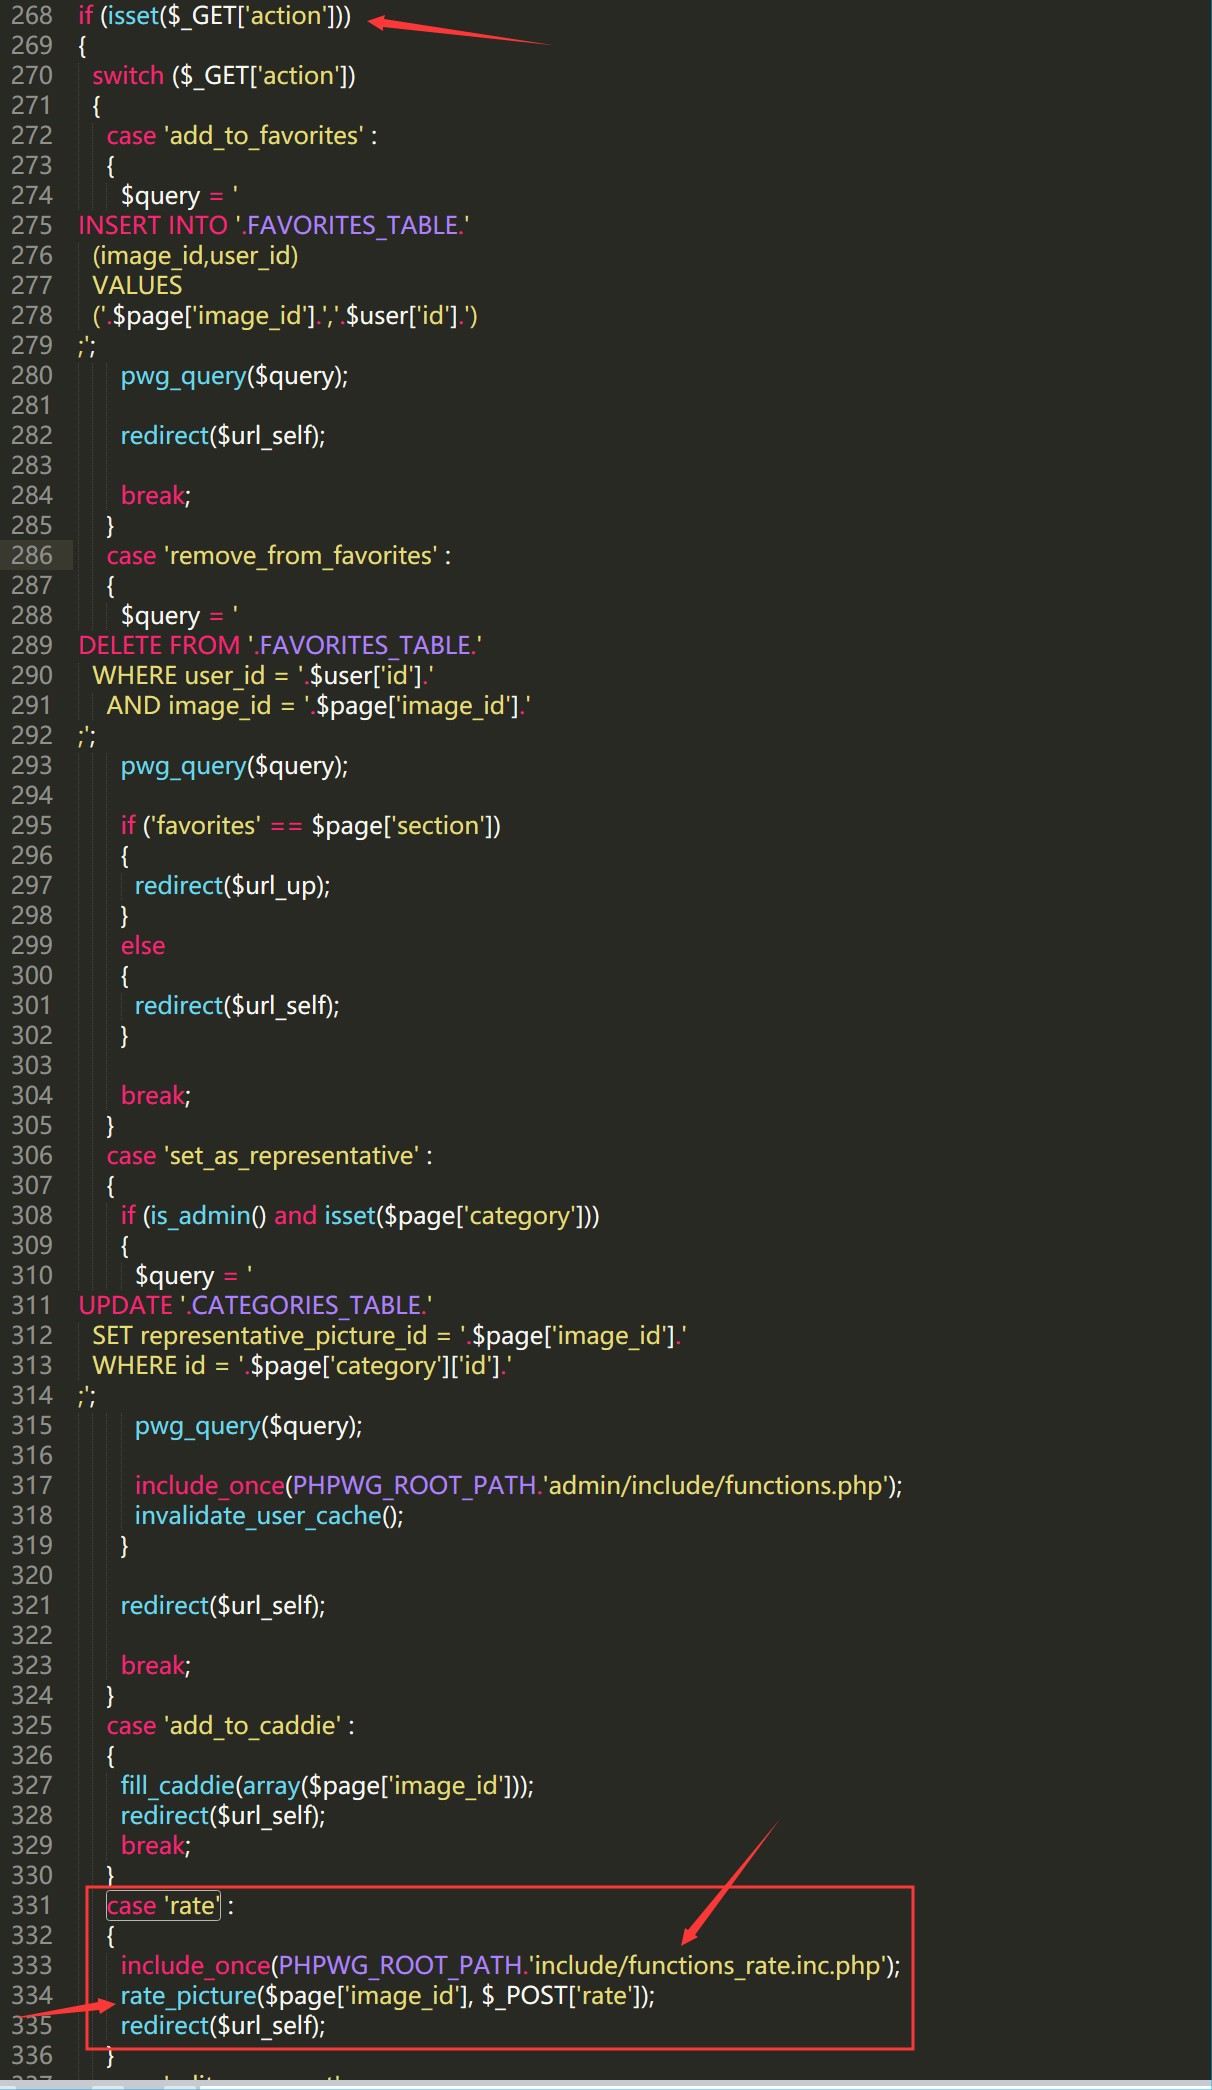 268 if (isset($_GET['action']))
269 {
270 switch ($_GET['action'])
271 {
272 case 'add_to_favorites' :
273 {
274 $query = '
275 INSERT INTO '.FAVORITES_TABLE.'
276 (image_id,user_id)
277 VALUES
278 ('.$page['image_id'].','.$user['id'].')
279 ;';
280 pwg_query($query);
281
282 redirect($url_self);
283
284 break;
285 }
286 case 'remove_from_favorites' :
287 {
288 $query = '
289 DELETE FROM '.FAVORITES_TABLE.'
290 WHERE user_id = '.$user['id'].'
291 AND image_id = '.$page['image_id'].'
292 ;';
293 pwg_query($query);
294
295 if ('favorites' == $page['section'])
296 {
297 redirect($url_up);
298 }
299 else
300 {
301 redirect($url_self);
302 }
303
304 break;
305 }
306 case 'set_as_representative' :
307 {
308 if (is_admin() and isset($page['category']))
309 {
310 $query = '
311 UPDATE '.CATEGORIES_TABLE.'
312 SET representative_picture_id = '.$page['image_id'].'
313 WHERE id = '.$page['category']['id'].'
314 ;';
315 pwg_query($query);
316
317 include_once(PHPWG_ROOT_PATH.'admin/include/functions.php');
318 invalidate_user_cache();
319 }
320
321 redirect($url_self);
322
323 break;
324 }
325 case 'add_to_caddie' :
326 {
327 fill_caddie(array($page['image_id']));
328 redirect($url_self);
329 break;
330 }
331 case 'rate' :
332 {
333 include_once(PHPWG_ROOT_PATH.'include/functions_rate.inc.php');
334 rate_picture($page['image_id'], $_POST['rate']);
335 redirect($url_self);
336 }